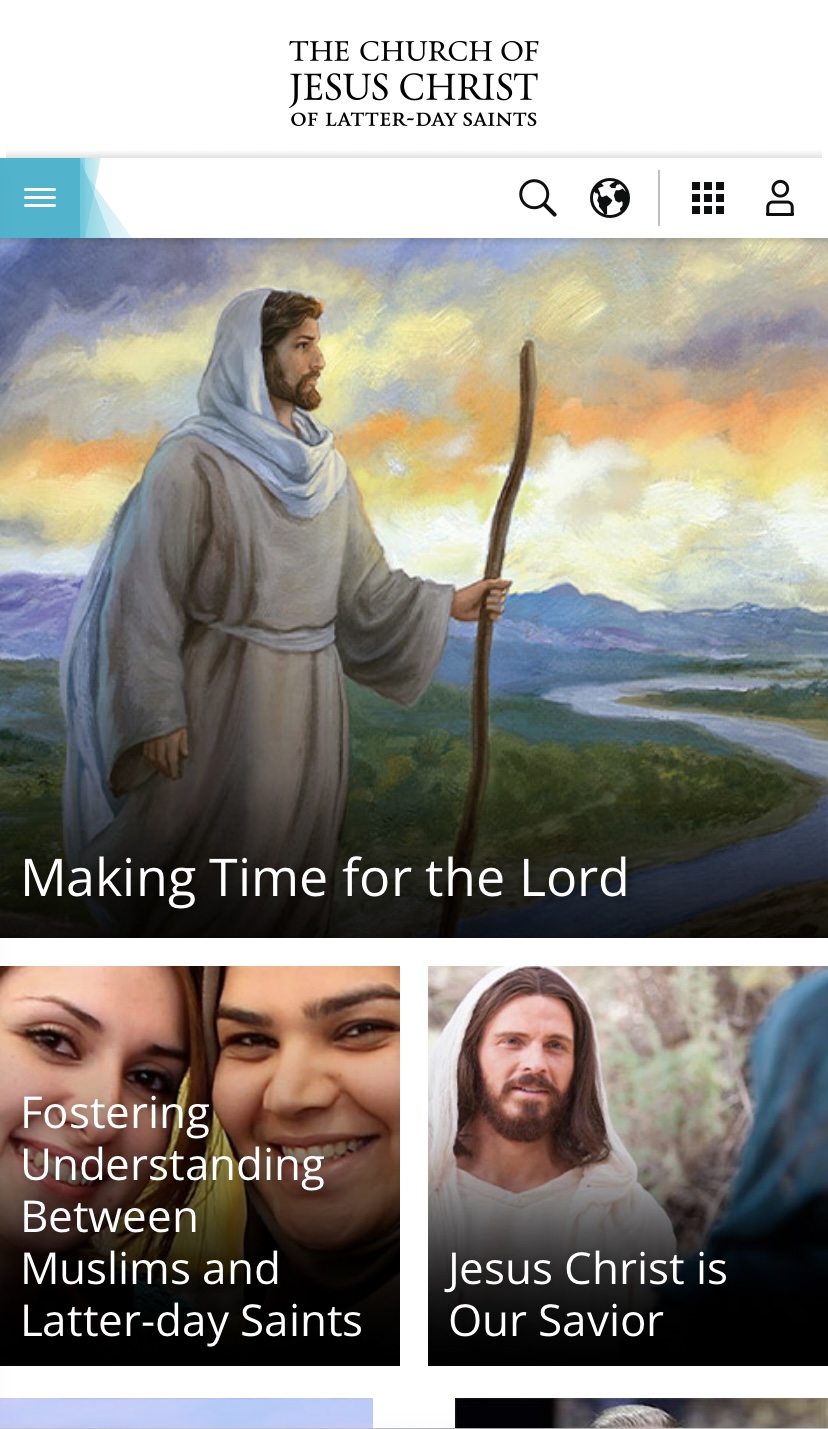 THE CHURCH OF
JESUS CHRIST
OF LATTER-DAY SAINTS
Making Time for the Lord
Fostering
Understanding
Between
Muslims and
Latter-day Saints
Jesus Christ is
Our Savior